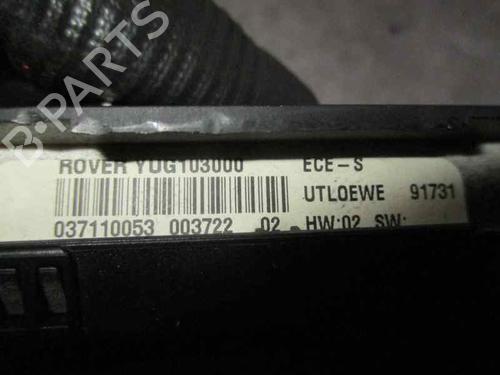 B-PARTS
ROVER YUG103000 ECE-S
UTLOEWE 91731
037110053 003722 02 HW:02 SW: